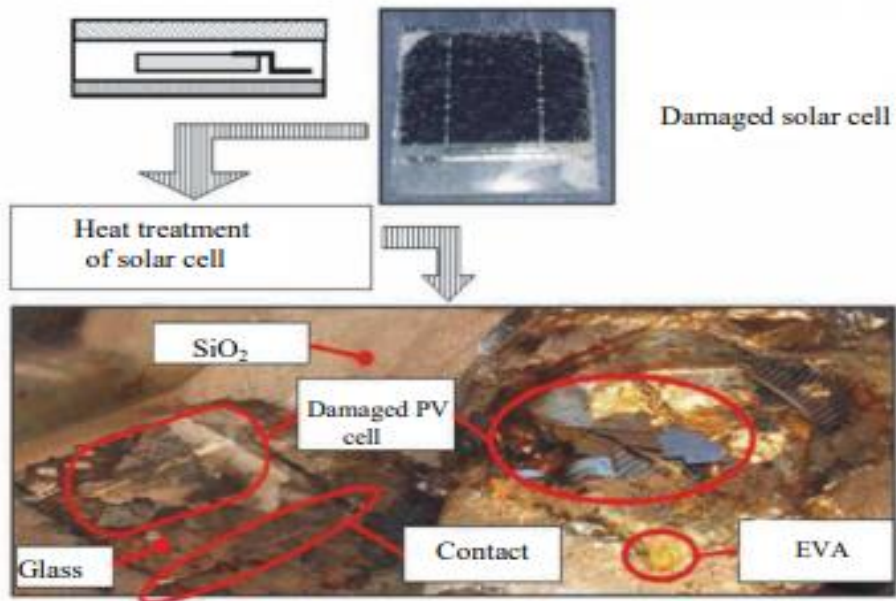 Damaged solar cell
Heat treatment
of solar cell
SiO₂
Damaged PV
cell
Glass
Contact
EVA